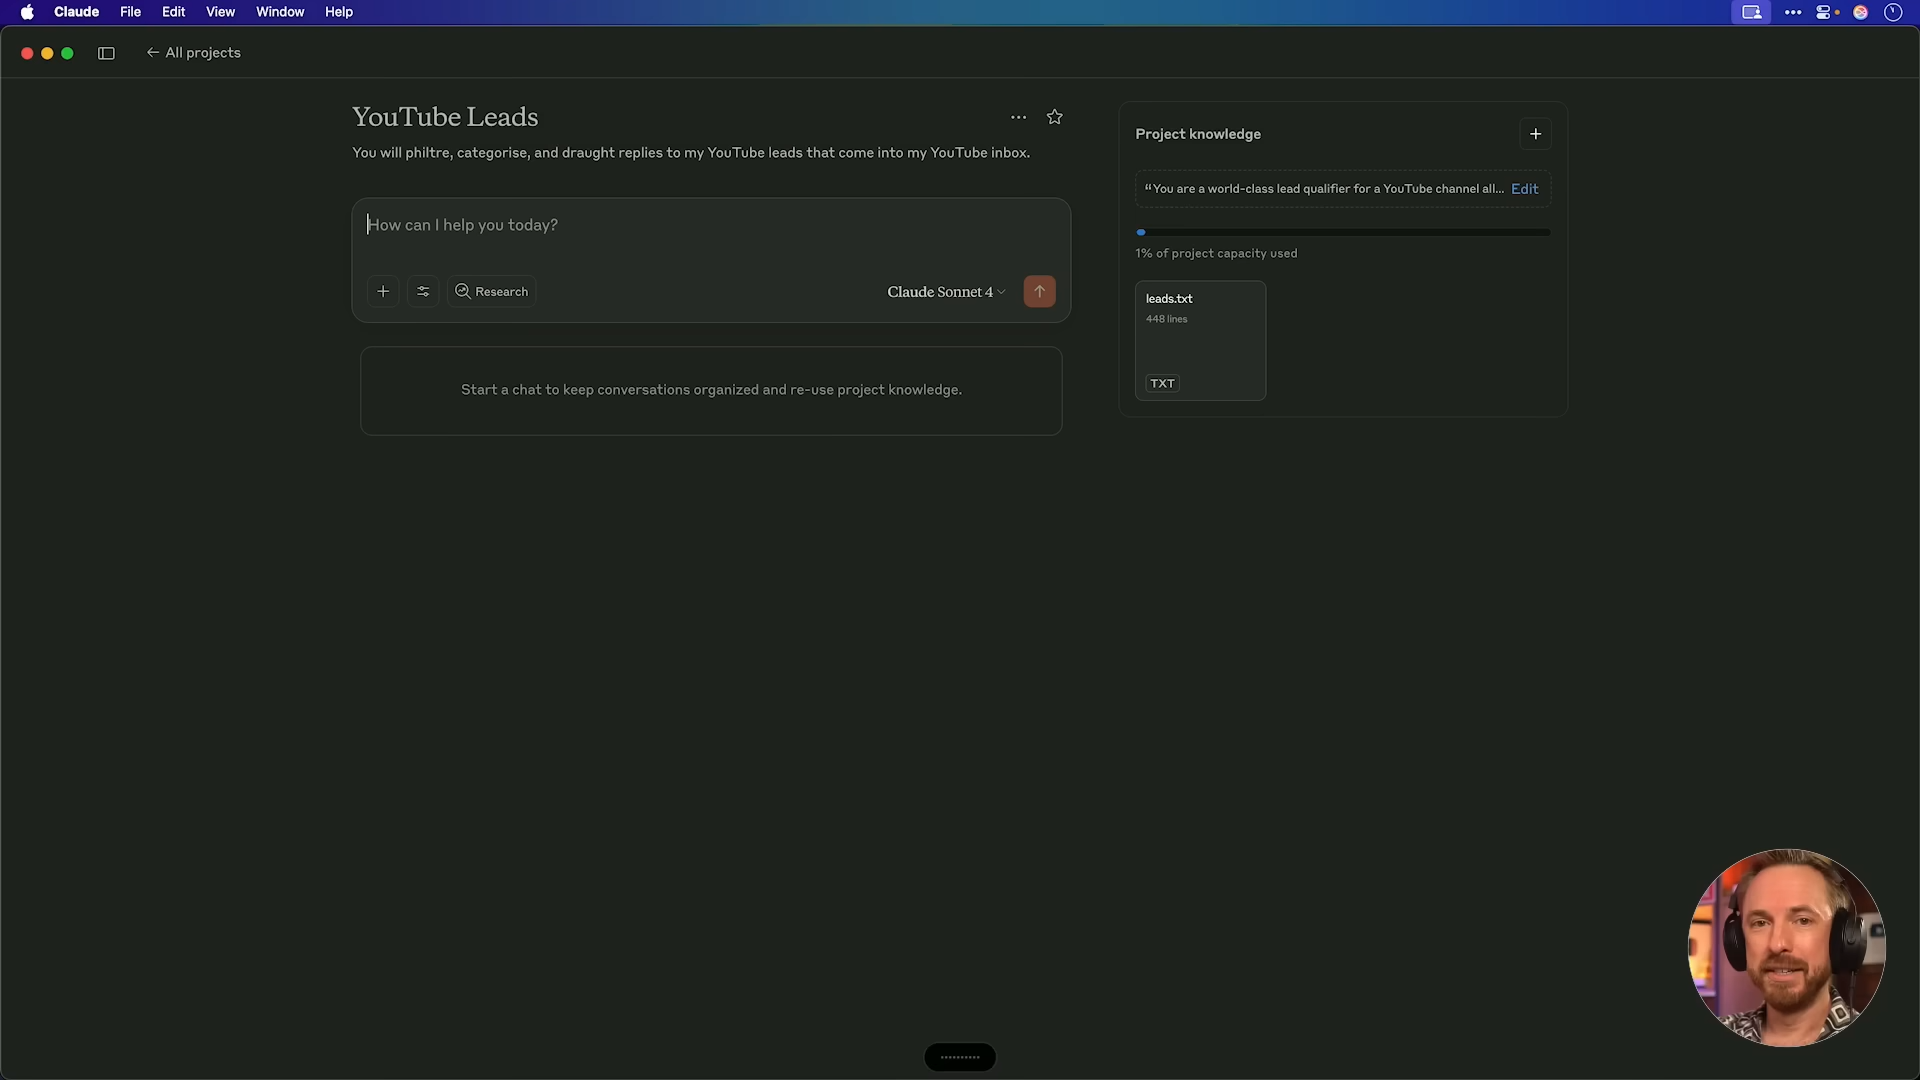 Claude File Edit View Window Help
← All projects
YouTube Leads
You will philtre, categorise, and draught replies to my YouTube leads that come into my YouTube inbox.
How can I help you today?
Research
Claude Sonnet 4
Start a chat to keep conversations organized and re-use project knowledge.
Project knowledge
“You are a world-class lead qualifier for a YouTube channel all... Edit
1% of project capacity used
leads.txt
448 lines
TXT